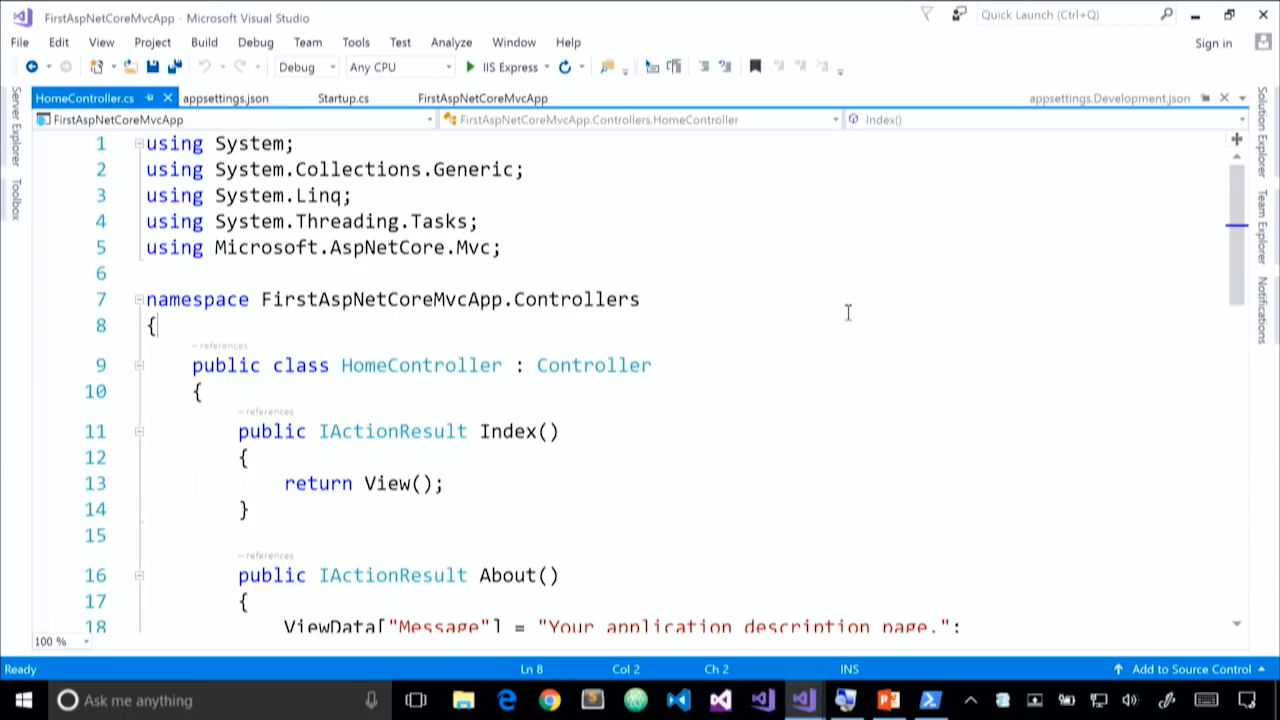 FirstAspNetCoreMvcApp - Microsoft Visual Studio
Quick Launch (Ctrl+Q)
File Edit View Project Build Debug Team Tools Test Analyze Window Help
Sign in
Debug Any CPU IIS Express
HomeController.cs appsettings.json Startup.cs FirstAspNetCoreMvcApp appsettings.Development.json
FirstAspNetCoreMvcApp FirstAspNetCoreMvcApp.Controllers.HomeController Index()
Server Explorer
Toolbox
Solution Explorer
Team Explorer
Notifications
1 using System;
2 using System.Collections.Generic;
3 using System.Linq;
4 using System.Threading.Tasks;
5 using Microsoft.AspNetCore.Mvc;
6
7 namespace FirstAspNetCoreMvcApp.Controllers
8 {
- references
9 public class HomeController : Controller
10 {
- references
11 public IActionResult Index()
12 {
13 return View();
14 }
15
- references
16 public IActionResult About()
17 {
18 ViewData["Message"] = "Your application description page.";
100 %
Ready Ln 8 Col 2 Ch 2 INS Add to Source Control
Ask me anything